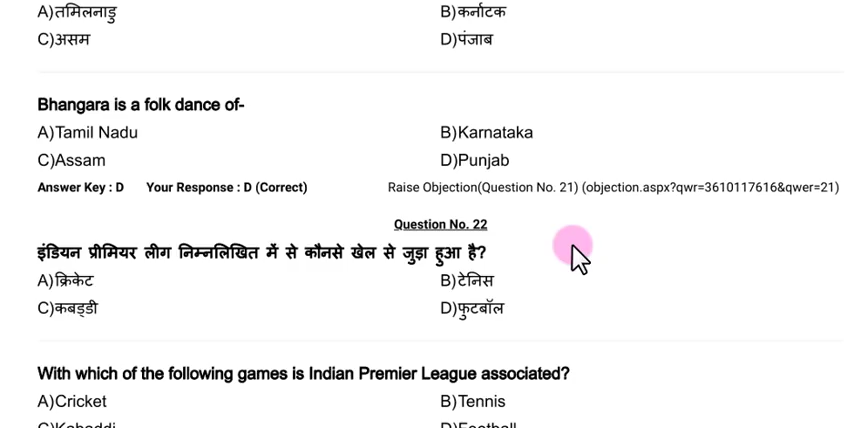 A)तमिलनाडु B)कर्नाटक
C)असम D)पंजाब
Bhangara is a folk dance of-
A)Tamil Nadu B)Karnataka
C)Assam D)Punjab
Answer Key : D Your Response : D (Correct) Raise Objection(Question No. 21) (objection.aspx?qwr=3610117616&qwer=21)
Question No. 22
इंडियन प्रीमियर लीग निम्नलिखित में से कौनसे खेल से जुड़ा हुआ है?
A)क्रिकेट B)टेनिस
C)कबड्डी D)फुटबॉल
With which of the following games is Indian Premier League associated?
A)Cricket B)Tennis
C)Kabaddi D)Football